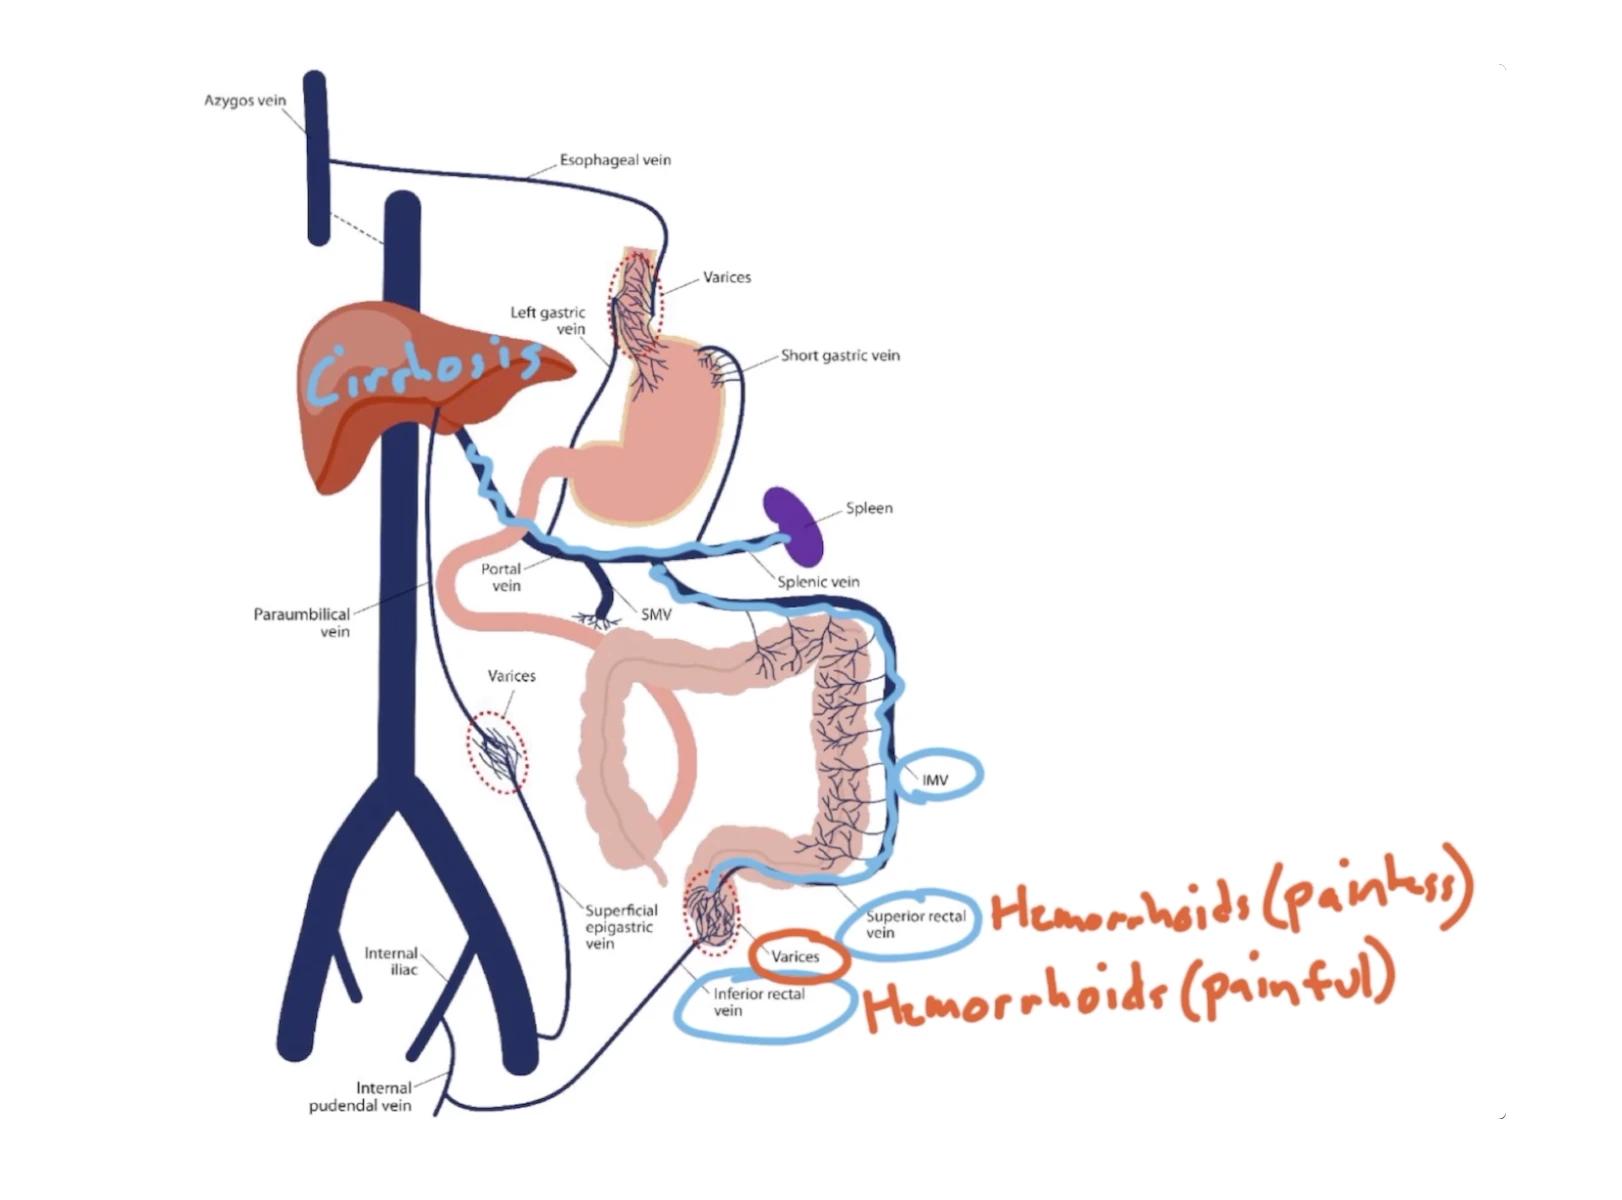 Azygos vein
Esophageal vein
Varices
Left gastric
vein
Short gastric vein
Cirrhosis
Spleen
Portal
vein
Splenic vein
SMV
Paraumbilical
vein
Varices
IMV
Superficial
epigastric
vein
Superior rectal
vein
Hemorrhoids (painless)
Varices
Internal
iliac
Inferior rectal
vein
Hemorrhoids (painful)
Internal
pudendal vein